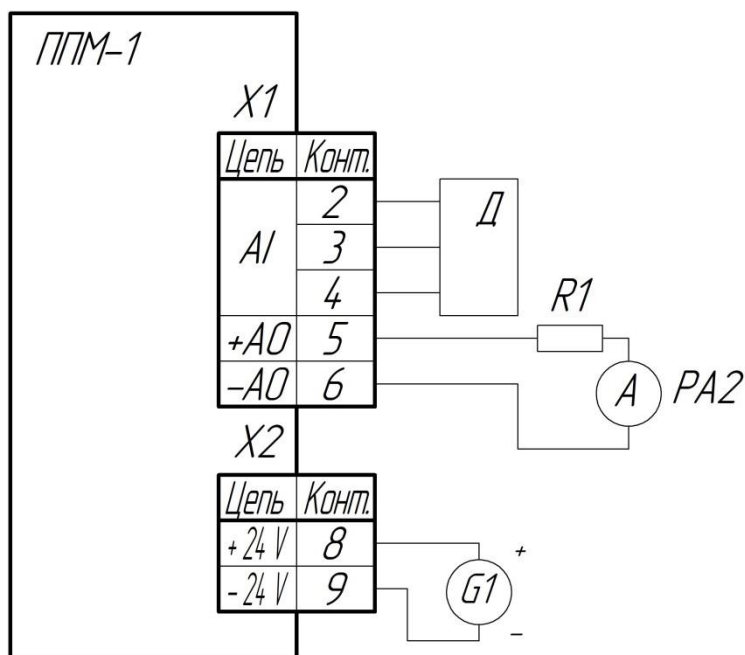 ППМ-1
X1
Цепь Конт.
2
Д
AI 3
4
R1
+AO 5
-AO 6
A PA2
X2
Цепь Конт.
+24 V 8
+
-24 V 9
G1
-